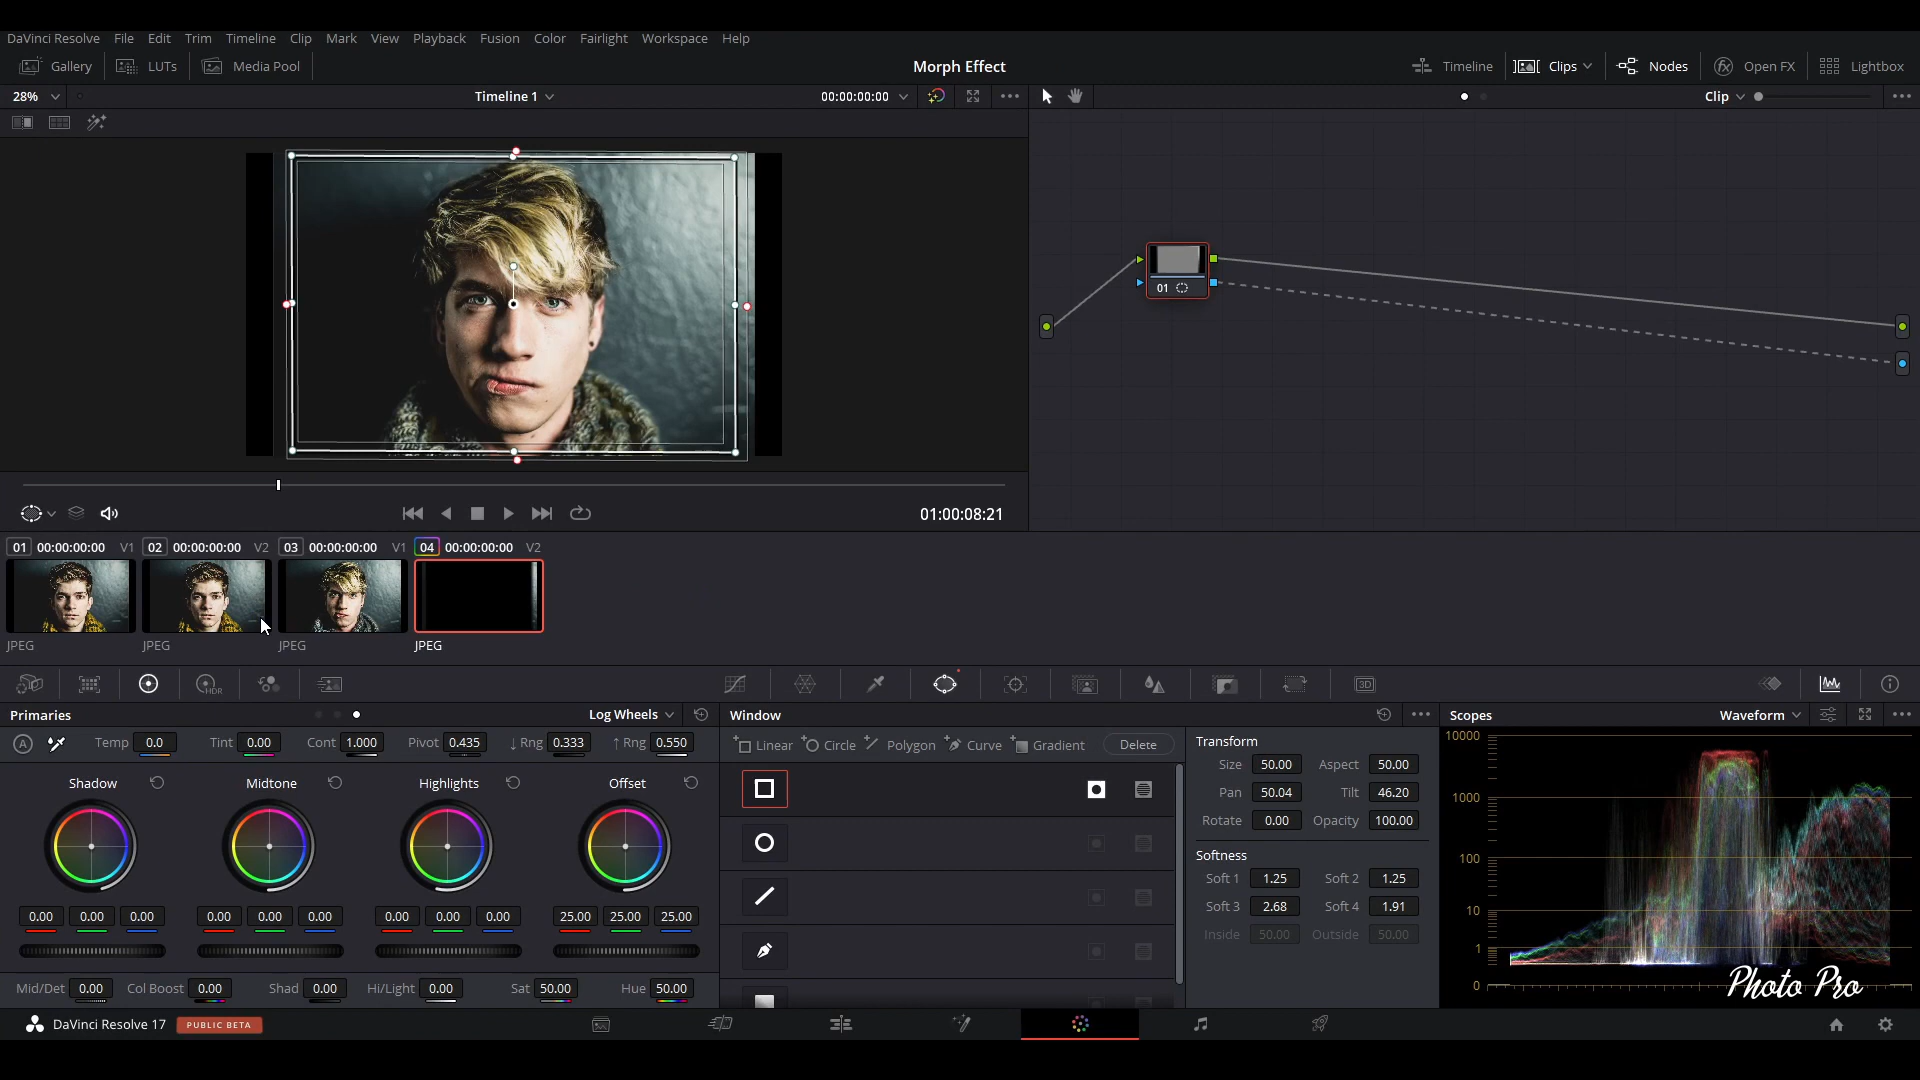 DaVinci Resolve File Edit Trim Timeline Clip Mark View Playback Fusion Color Fairlight Workspace Help
Gallery LUTs Media Pool Morph Effect Timeline Clips Nodes Open FX Lightbox
28% Timeline 1 00:00:00:00 Clip
01
01:00:08:21
01 00:00:00:00 V1 02 00:00:00:00 V2 03 00:00:00:00 V1 04 00:00:00:00 V2
JPEG JPEG JPEG JPEG
HDR 3D
Primaries Log Wheels Window Scopes Waveform
A Temp 0.0 Tint 0.00 Cont 1.000 Pivot 0.435 ↓ Rng 0.333 ↑ Rng 0.550
Linear Circle Polygon Curve Gradient Delete
Shadow Midtone Highlights Offset
0.00 0.00 0.00 0.00 0.00 0.00 0.00 0.00 0.00 25.00 25.00 25.00
Mid/Det 0.00 Col Boost 0.00 Shad 0.00 Hi/Light 0.00 Sat 50.00 Hue 50.00
Transform
Size 50.00 Aspect 50.00
Pan 50.04 Tilt 46.20
Rotate 0.00 Opacity 100.00
Softness
Soft 1 1.25 Soft 2 1.25
Soft 3 2.68 Soft 4 1.91
Inside 50.00 Outside 50.00
10000
1000
100
10
1
0
Photo Pro
DaVinci Resolve 17 PUBLIC BETA